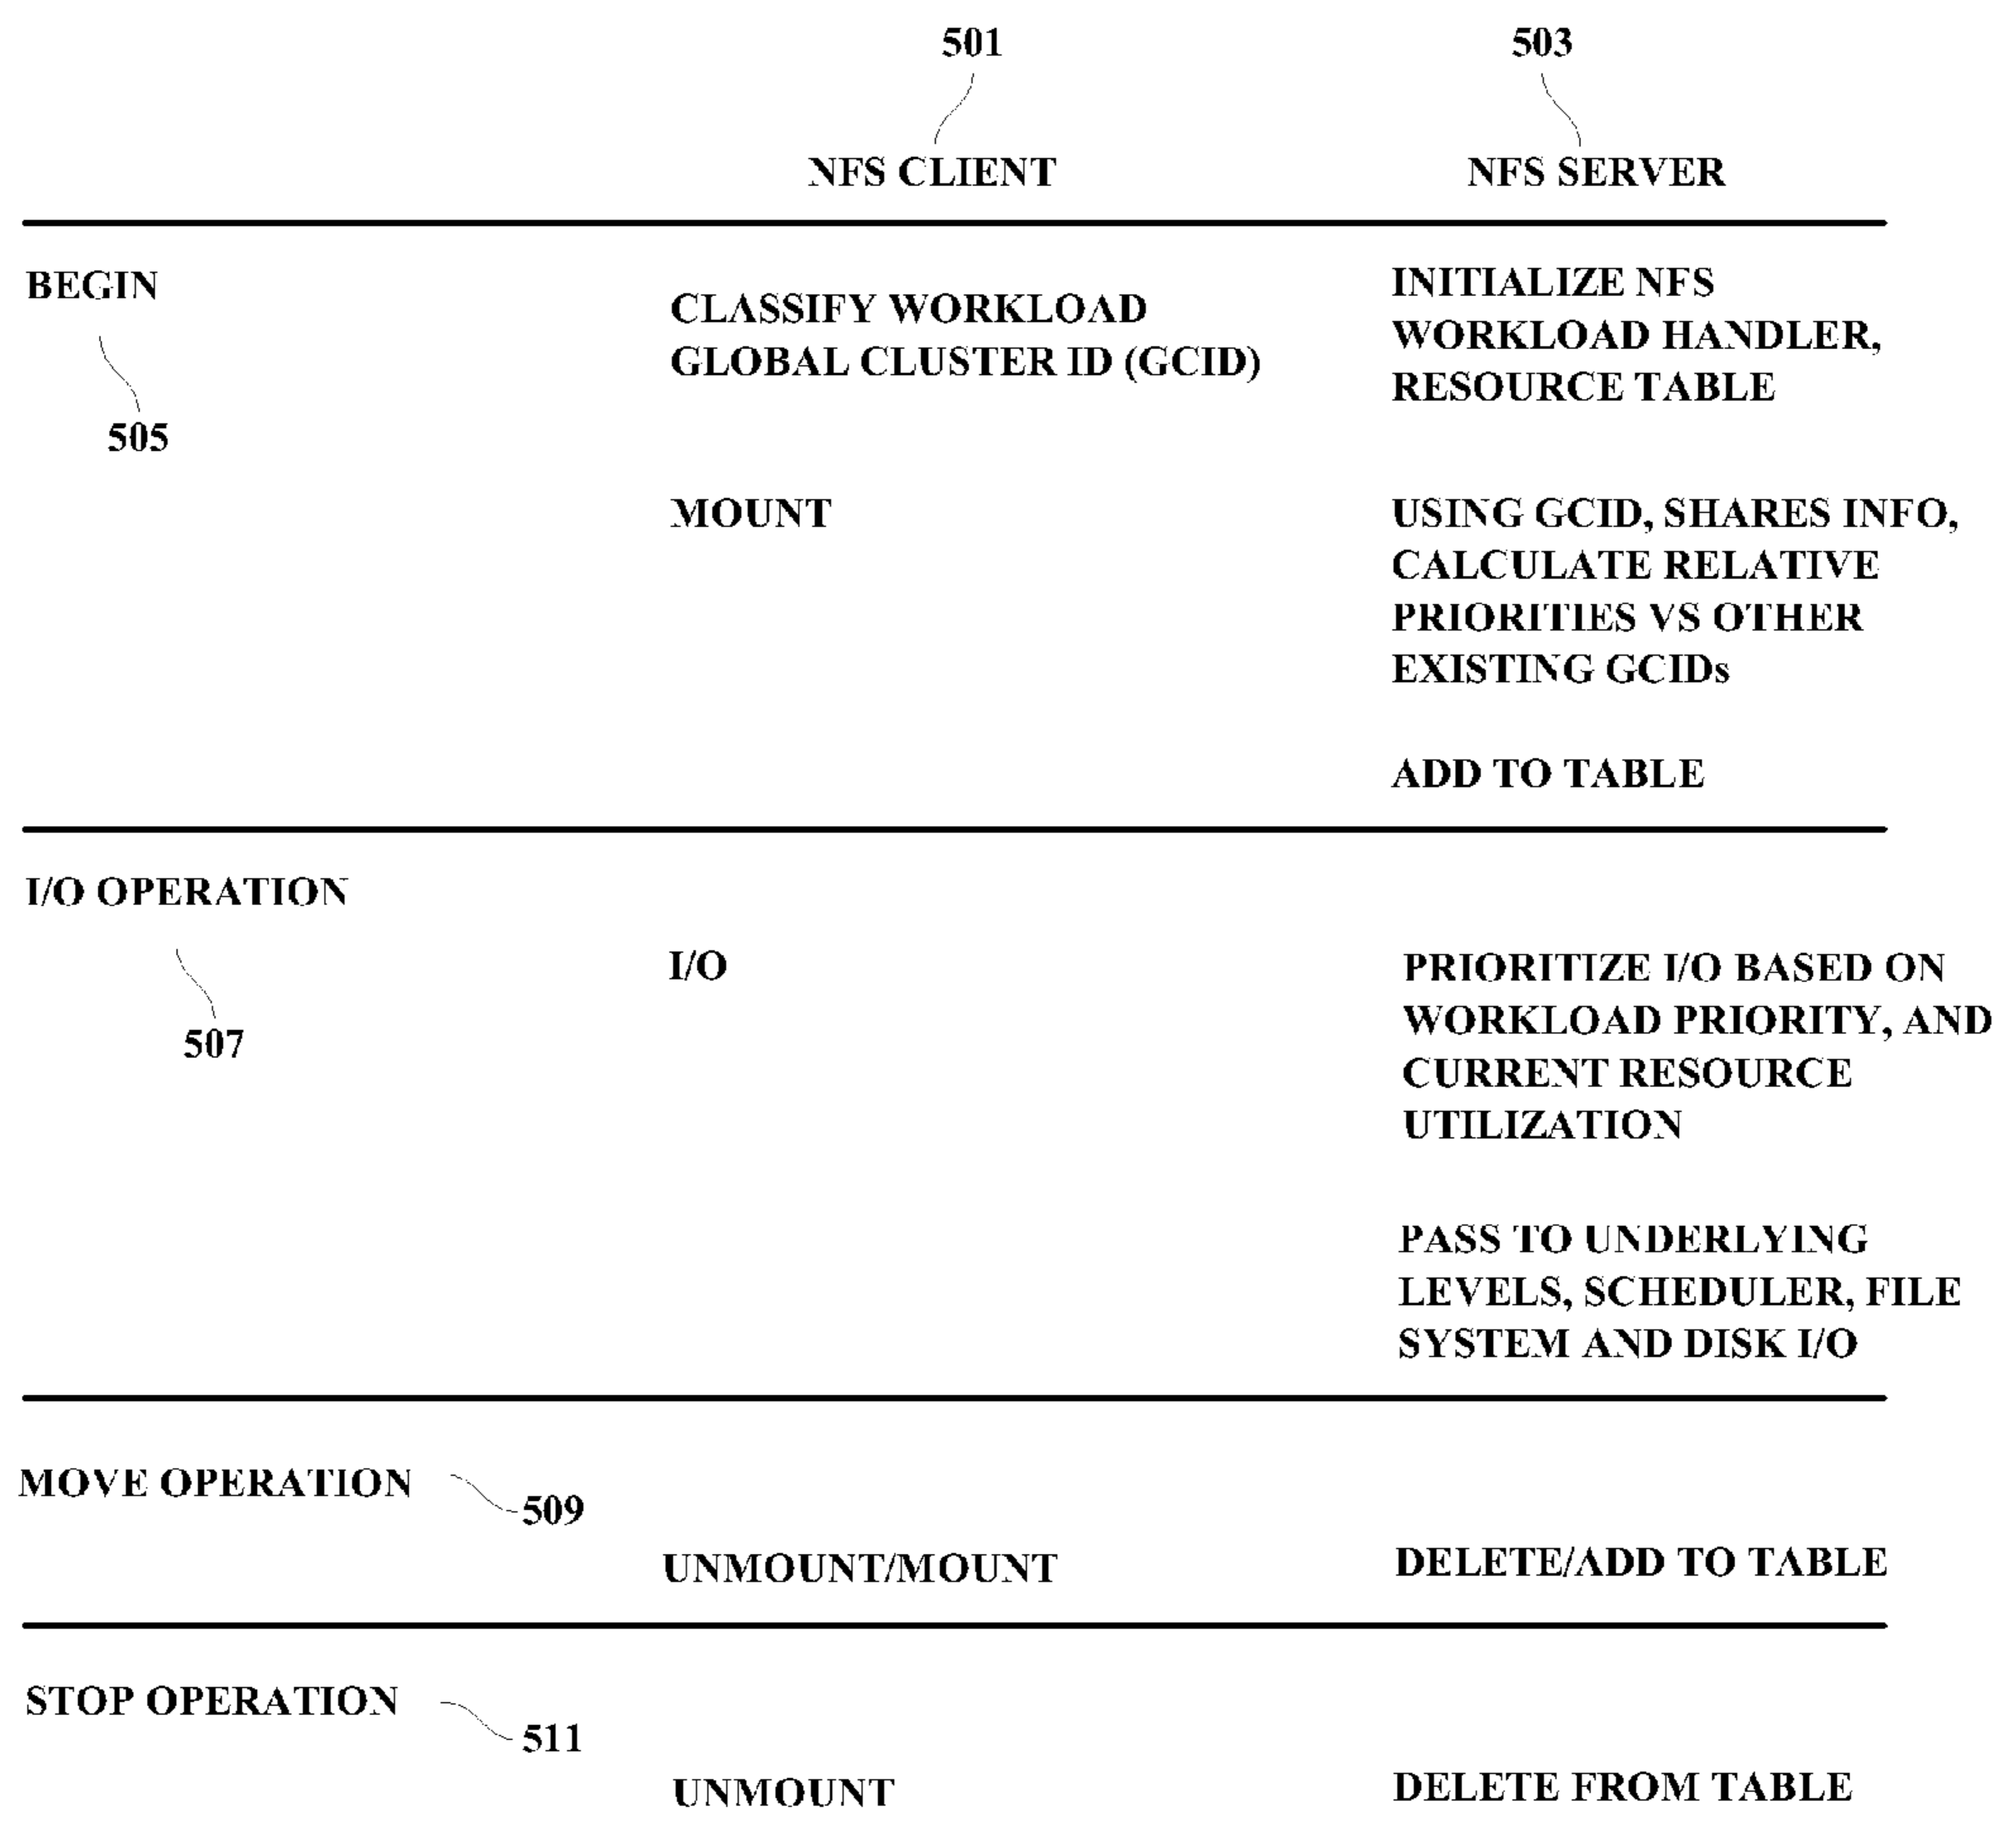 501
503
NFS CLIENT
NFS SERVER
BEGIN
505
CLASSIFY WORKLOAD
GLOBAL CLUSTER ID (GCID)
INITIALIZE NFS
WORKLOAD HANDLER,
RESOURCE TABLE
MOUNT
USING GCID, SHARES INFO,
CALCULATE RELATIVE
PRIORITIES VS OTHER
EXISTING GCIDs
ADD TO TABLE
I/O OPERATION
507
I/O
PRIORITIZE I/O BASED ON
WORKLOAD PRIORITY, AND
CURRENT RESOURCE
UTILIZATION
PASS TO UNDERLYING
LEVELS, SCHEDULER, FILE
SYSTEM AND DISK I/O
MOVE OPERATION
509
UNMOUNT/MOUNT
DELETE/ADD TO TABLE
STOP OPERATION
511
UNMOUNT
DELETE FROM TABLE